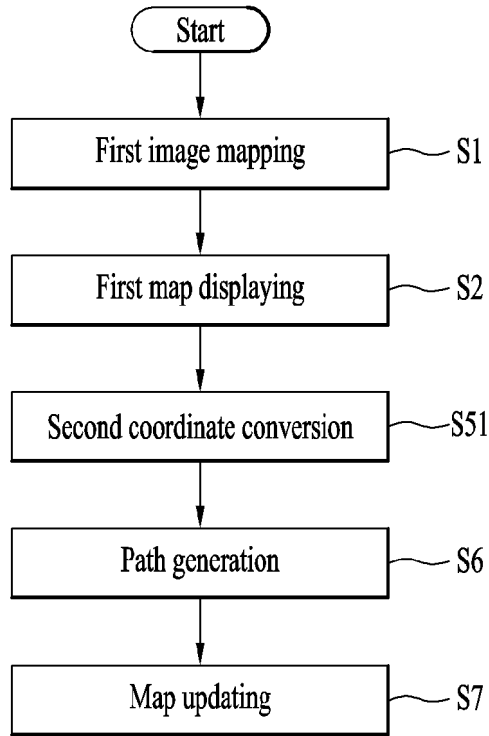 Start
First image mapping
S1
First map displaying
S2
Second coordinate conversion
S51
Path generation
S6
Map updating
S7